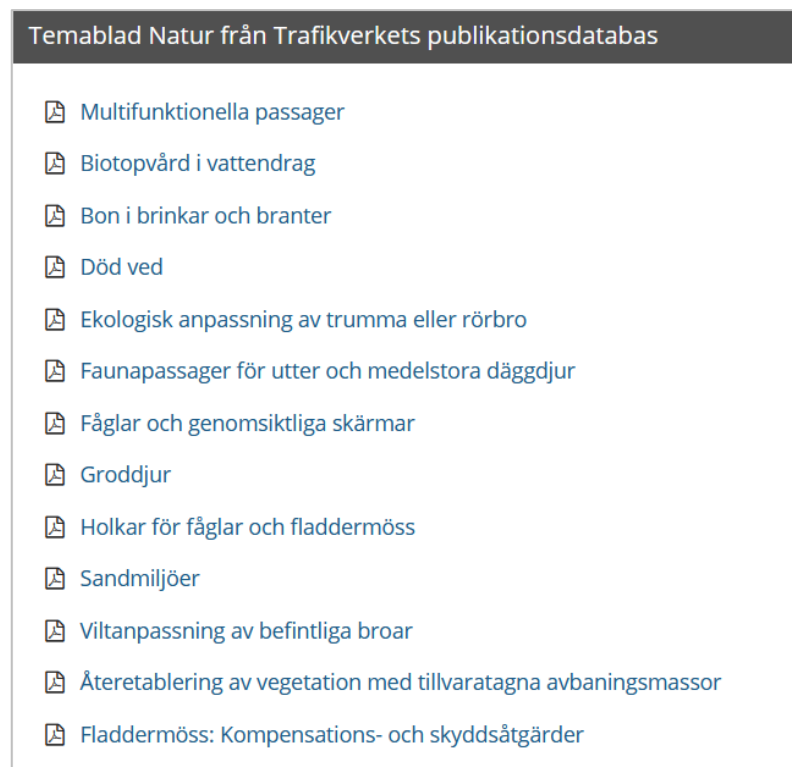 Temablad Natur från Trafikverkets publikationsdatabas
Multifunktionella passager
Biotopvård i vattendrag
Bon i brinkar och branter
Död ved
Ekologisk anpassning av trumma eller rörbro
Faunapassager för utter och medelstora däggdjur
Fåglar och genomsiktliga skärmar
Groddjur
Holkar för fåglar och fladdermöss
Sandmiljöer
Viltanpassning av befintliga broar
Återetablering av vegetation med tillvaratagna avbaningsmassor
Fladdermöss: Kompensations- och skyddsåtgärder